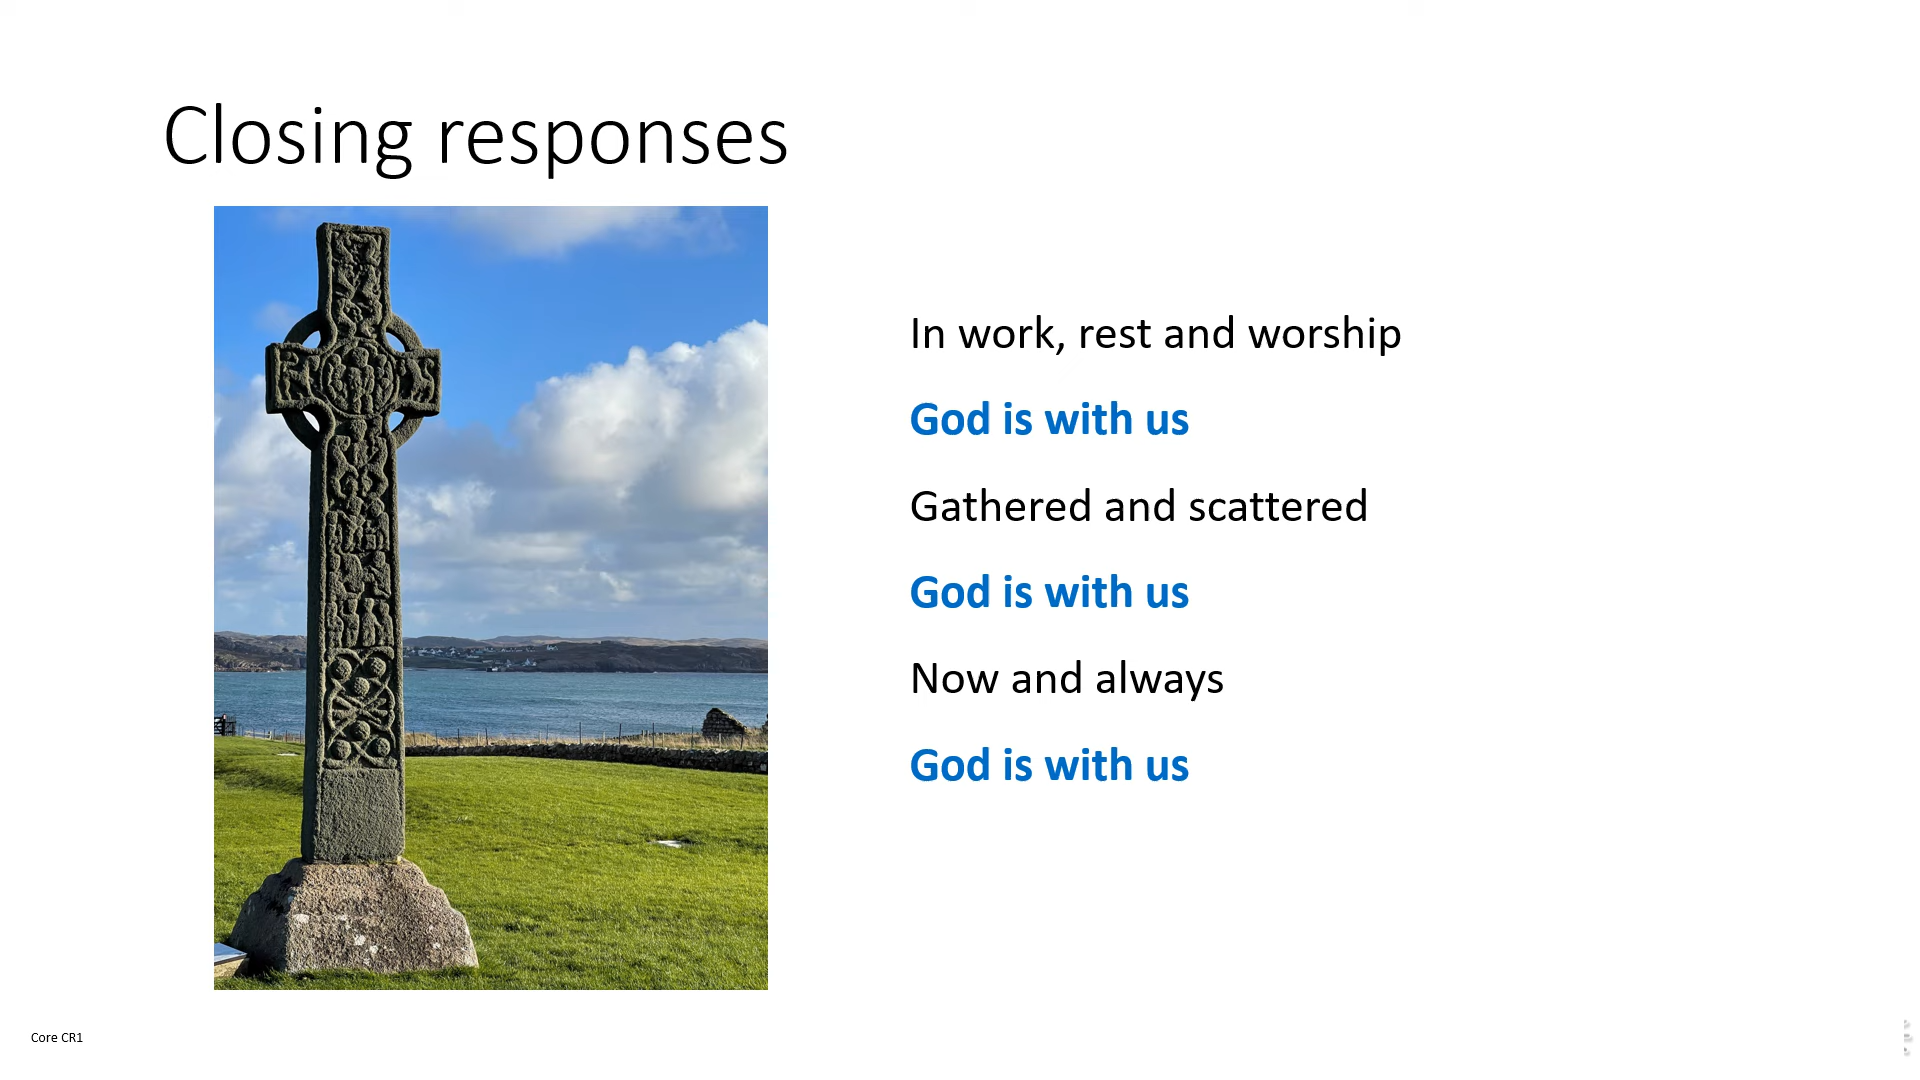 Closing responses
In work, rest and worship
God is with us
Gathered and scattered
God is with us
Now and always
God is with us
Core CR1